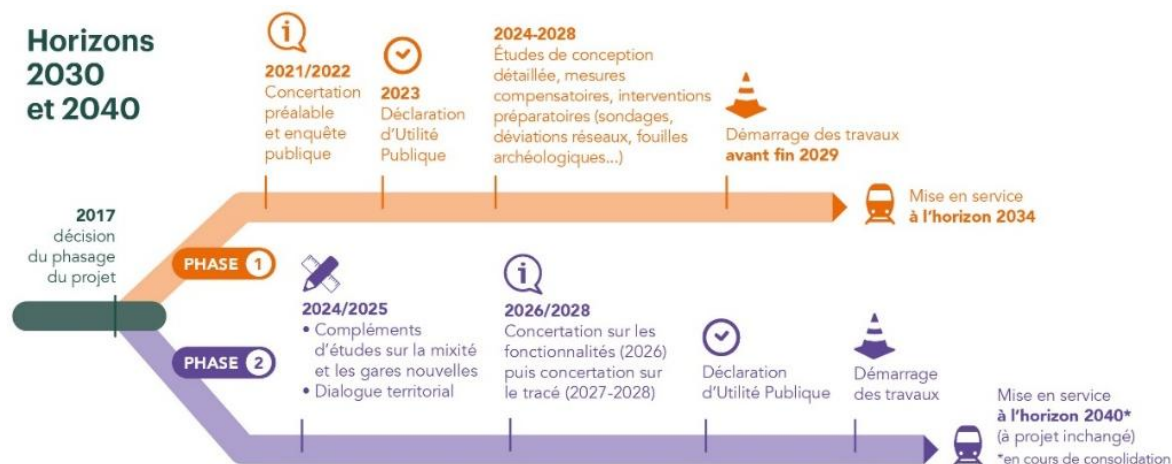 Horizons
2030
et 2040
2021/2022
Concertation
préalable
et enquête
publique
2023
Déclaration
d'Utilité
Publique
2024-2028
Études de conception
détaillée, mesures
compensatoires, interventions
préparatoires (sondages,
déviations réseaux, fouilles
archéologiques...)
Démarrage des travaux
avant fin 2029
Mise en service
à l'horizon 2034
2017
décision
du phasage
du projet
PHASE 1
2024/2025
• Compléments
d'études sur la mixité
et les gares nouvelles
• Dialogue territorial
2026/2028
Concertation sur les
fonctionnalités (2026)
puis concertation sur
le tracé (2027-2028)
Déclaration
d'Utilité Publique
Démarrage
des travaux
PHASE 2
Mise en service
à l'horizon 2040*
(à projet inchangé)
*en cours de consolidation